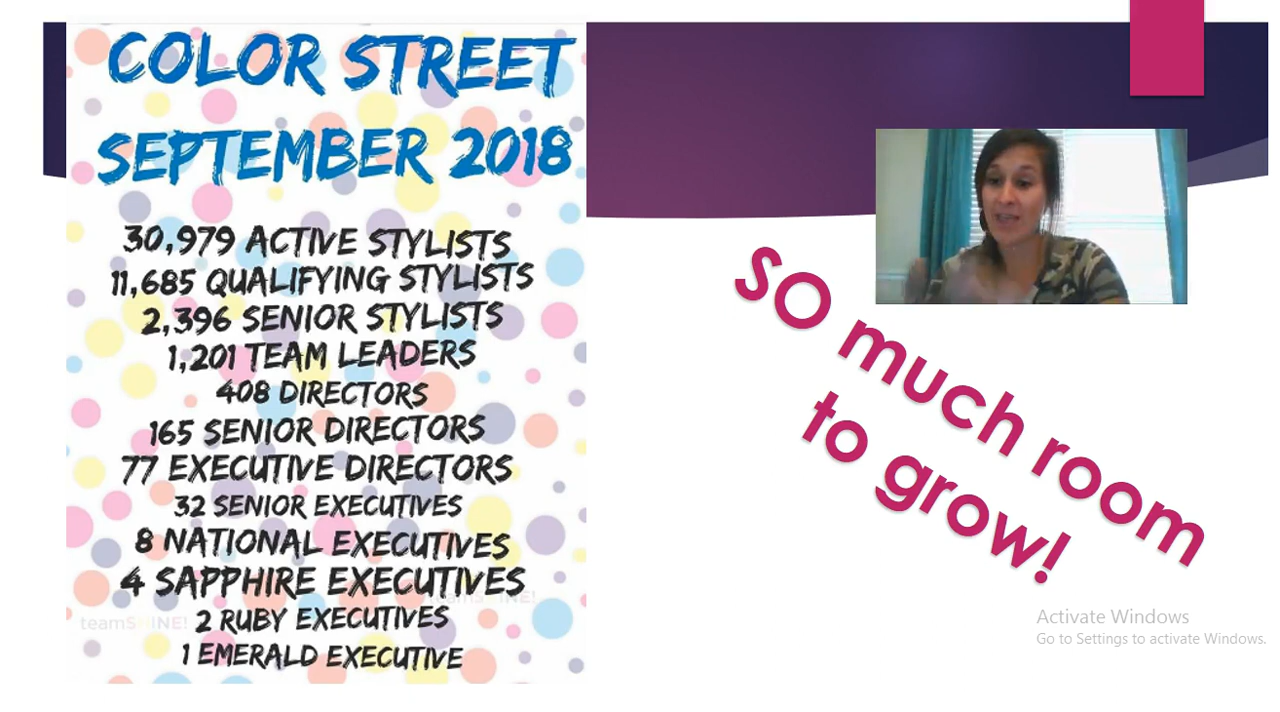 COLOR STREET
SEPTEMBER 2018
30,979 ACTIVE STYLISTS
11,685 QUALIFYING STYLISTS
2,396 SENIOR STYLISTS
1,201 TEAM LEADERS
408 DIRECTORS
165 SENIOR DIRECTORS
77 EXECUTIVE DIRECTORS
32 SENIOR EXECUTIVES
8 NATIONAL EXECUTIVES
4 SAPPHIRE EXECUTIVES
2 RUBY EXECUTIVES
1 EMERALD EXECUTIVE
teamSHINE!
SO much room
to grow!
Activate Windows
Go to Settings to activate Windows.